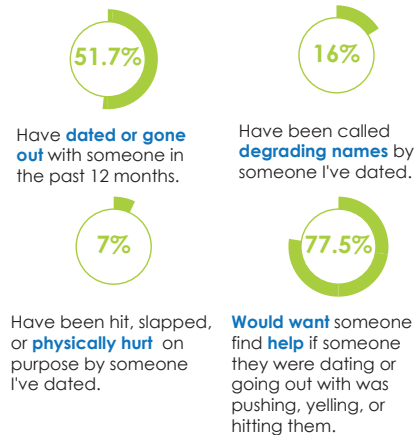 51.7%
Have dated or gone
out with someone in
the past 12 months.
16%
Have been called
degrading names by
someone I've dated.
7%
Have been hit, slapped,
or physically hurt on
purpose by someone
I've dated.
77.5%
Would want someone
find help if someone
they were dating or
going out with was
pushing, yelling, or
hitting them.